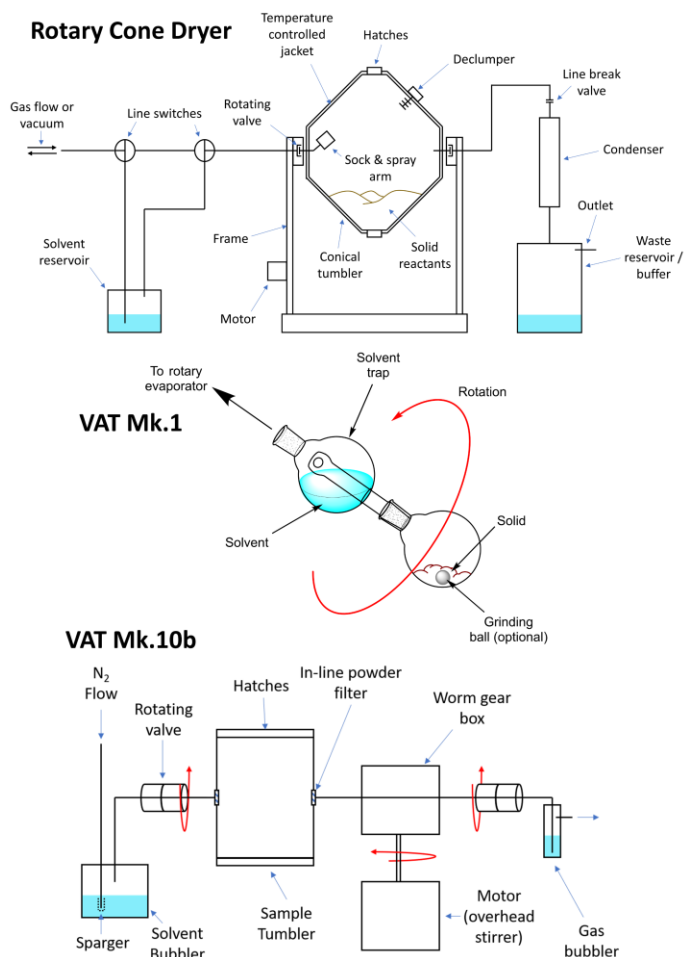 Rotary Cone Dryer
Temperature
controlled
jacket
Hatches
Declumper
Line break
valve
Gas flow or
vacuum
Line switches
Rotating
valve
Sock & spray
arm
Condenser
Solvent
reservoir
Frame
Motor
Conical
tumbler
Solid
reactants
Outlet
Waste
reservoir /
buffer
VAT Mk.1
To rotary
evaporator
Solvent
trap
Rotation
Solvent
Solid
Grinding
ball (optional)
VAT Mk.10b
N2
Flow
Rotating
valve
Hatches
In-line powder
filter
Worm gear
box
Sparger
Solvent
Bubbler
Sample
Tumbler
Motor
(overhead
stirrer)
Gas
bubbler